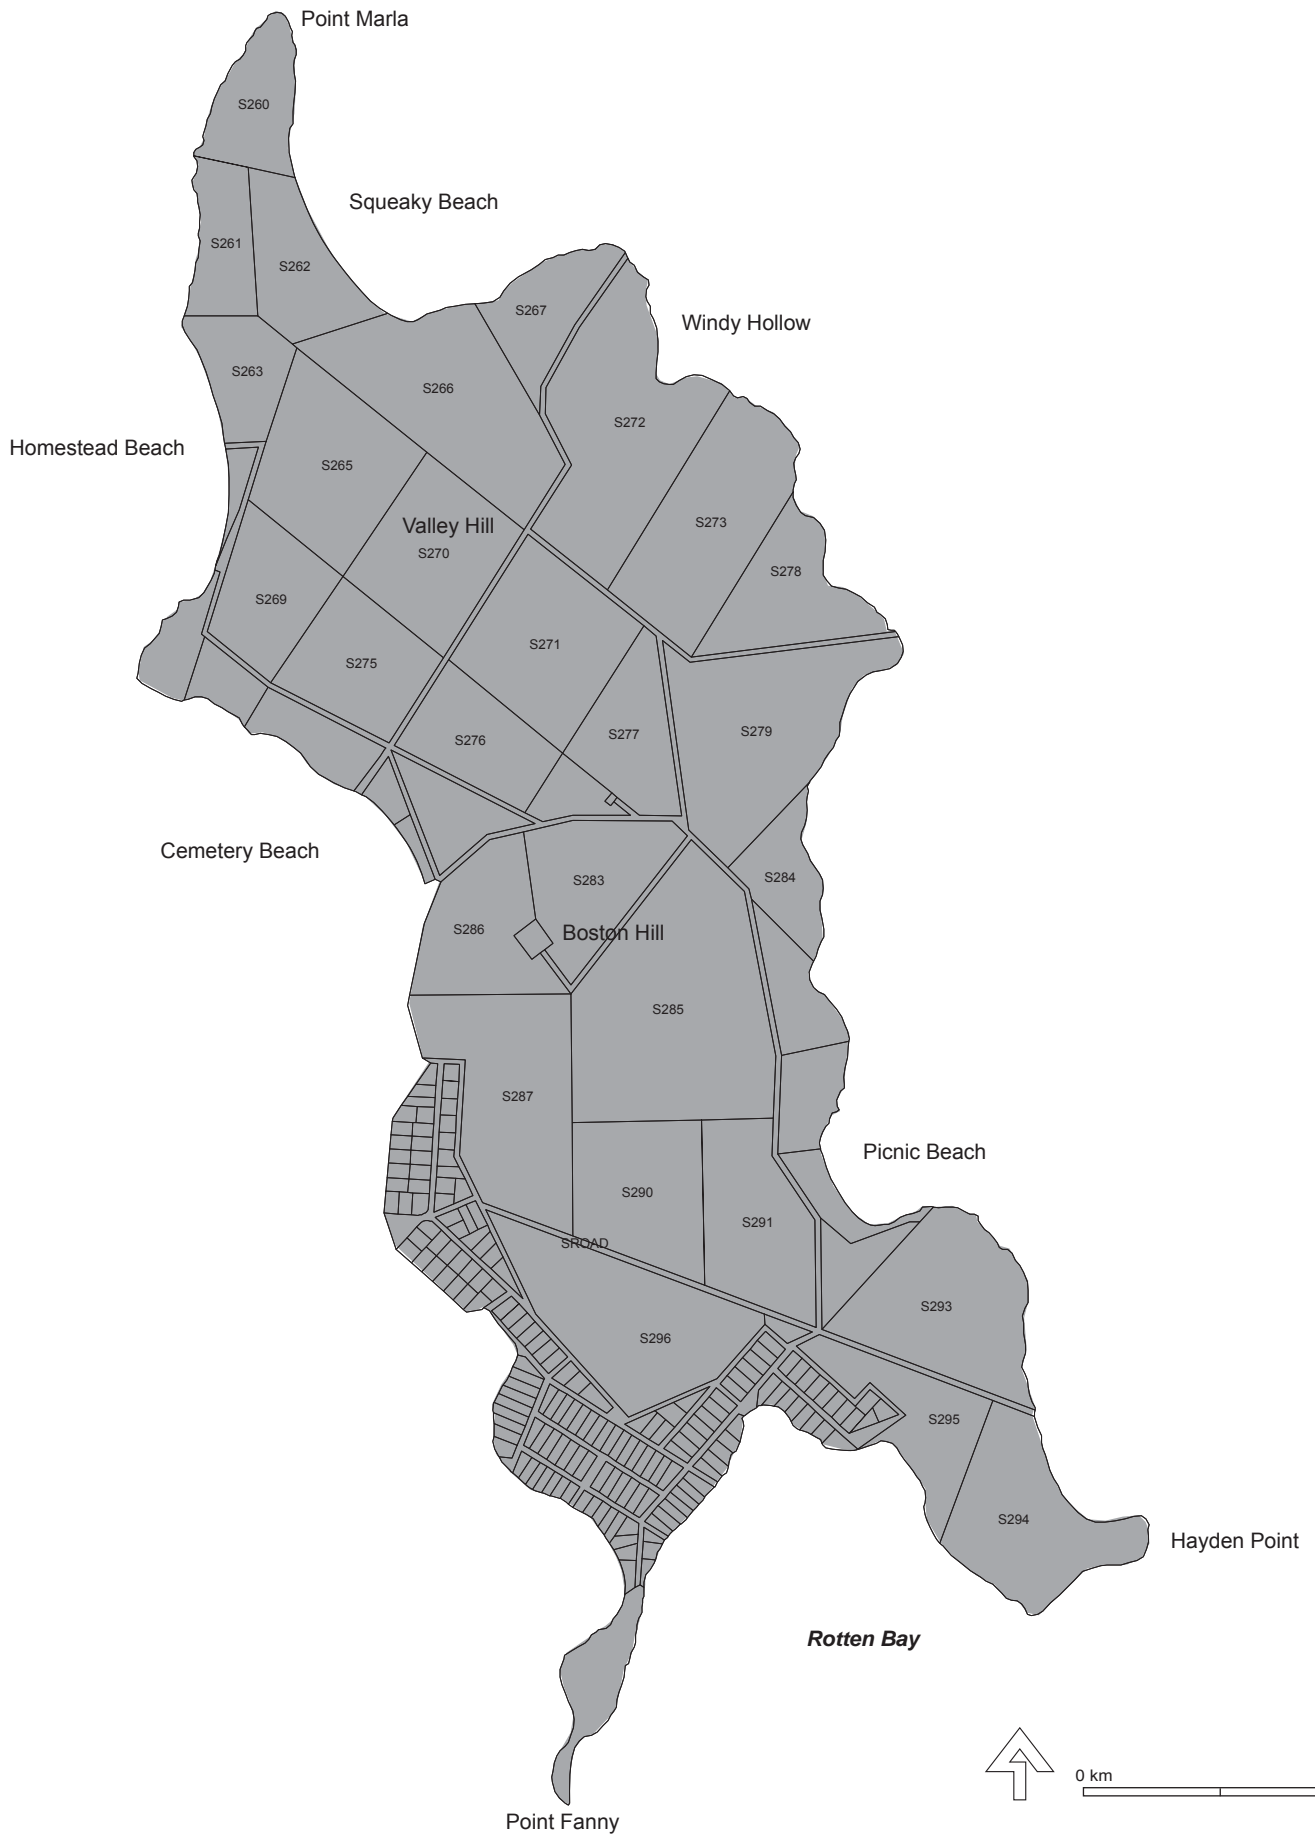 Point Marla
S260
Squeaky Beach
S261
S262
S267
Windy Hollow
S263
S266
S272
Homestead Beach
S265
Valley Hill
S273
S270
S278
S269
S271
S275
S279
S277
S276
Cemetery Beach
S284
S283
S286
Boston Hill
S285
S287
Picnic Beach
S290
S291
SROAD
S293
S296
S295
S294
Hayden Point
Rotten Bay
0 km
Point Fanny